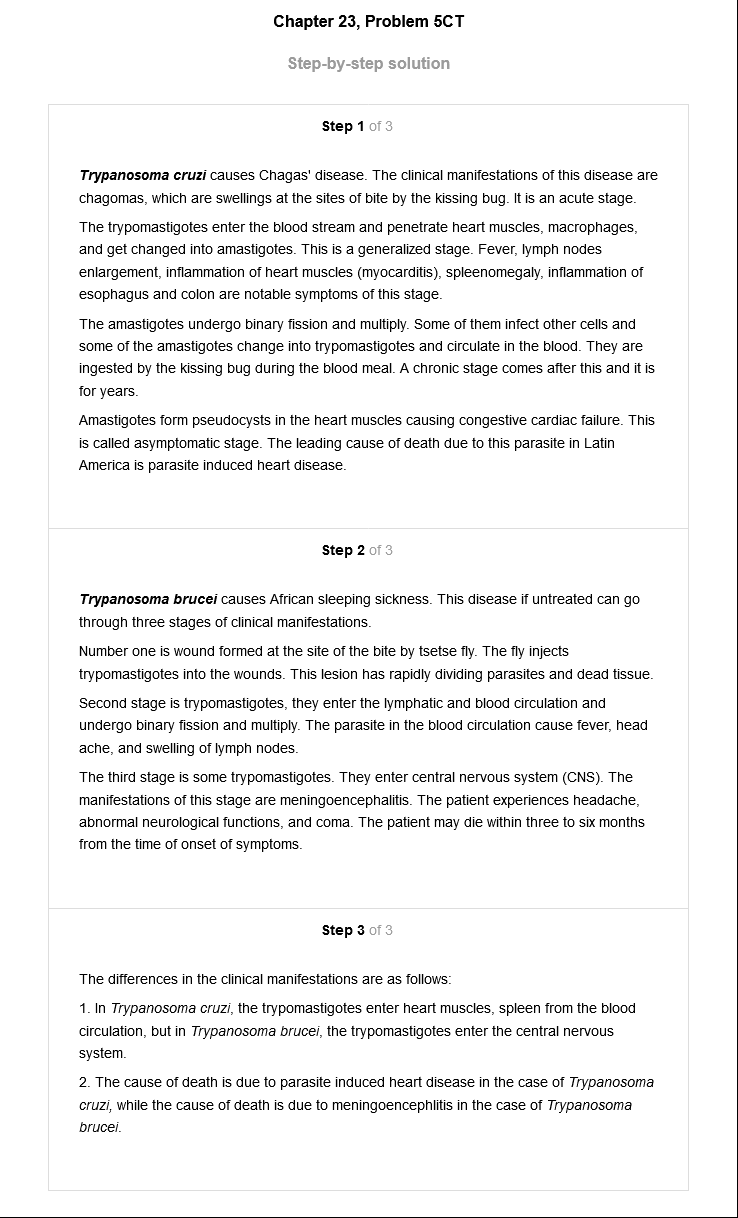 Chapter 23, Problem 5CT
Step-by-step solution
Step 1 of 3
Trypanosoma cruzi causes Chagas' disease. The clinical manifestations of this disease are
chagomas, which are swellings at the sites of bite by the kissing bug. It is an acute stage.
The trypomastigotes enter the blood stream and penetrate heart muscles, macrophages,
and get changed into amastigotes. This is a generalized stage. Fever, lymph nodes
enlargement, inflammation of heart muscles (myocarditis), spleenomegaly, inflammation of
esophagus and colon are notable symptoms of this stage.
The amastigotes undergo binary fission and multiply. Some of them infect other cells and
some of the amastigotes change into trypomastigotes and circulate in the blood. They are
ingested by the kissing bug during the blood meal. A chronic stage comes after this and it is
for years.
Amastigotes form pseudocysts in the heart muscles causing congestive cardiac failure. This
is called asymptomatic stage. The leading cause of death due to this parasite in Latin
America is parasite induced heart disease.
Step 2 of 3
Trypanosoma brucei causes African sleeping sickness. This disease if untreated can go
through three stages of clinical manifestations.
Number one is wound formed at the site of the bite by tsetse fly. The fly injects
trypomastigotes into the wounds. This lesion has rapidly dividing parasites and dead tissue.
Second stage is trypomastigotes, they enter the lymphatic and blood circulation and
undergo binary fission and multiply. The parasite in the blood circulation cause fever, head
ache, and swelling of lymph nodes.
The third stage is some trypomastigotes. They enter central nervous system (CNS). The
manifestations of this stage are meningoencephalitis. The patient experiences headache,
abnormal neurological functions, and coma. The patient may die within three to six months
from the time of onset of symptoms.
Step 3 of 3
The differences in the clinical manifestations are as follows:
1. In Trypanosoma cruzi, the trypomastigotes enter heart muscles, spleen from the blood
circulation, but in Trypanosoma brucei, the trypomastigotes enter the central nervous
system.
2. The cause of death is due to parasite induced heart disease in the case of Trypanosoma
cruzi, while the cause of death is due to meningoencephlitis in the case of Trypanosoma
brucei.